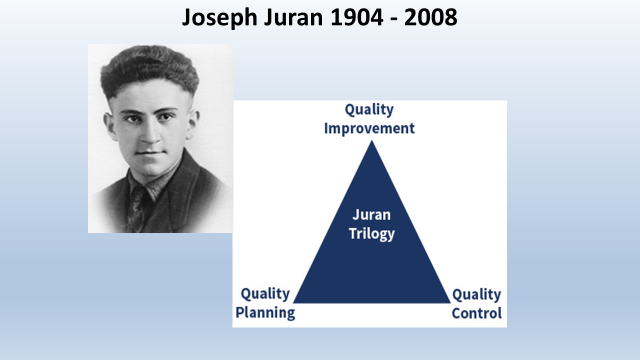 Joseph Juran 1904 - 2008
Quality
Improvement
Juran
Trilogy
Quality
Planning
Quality
Control